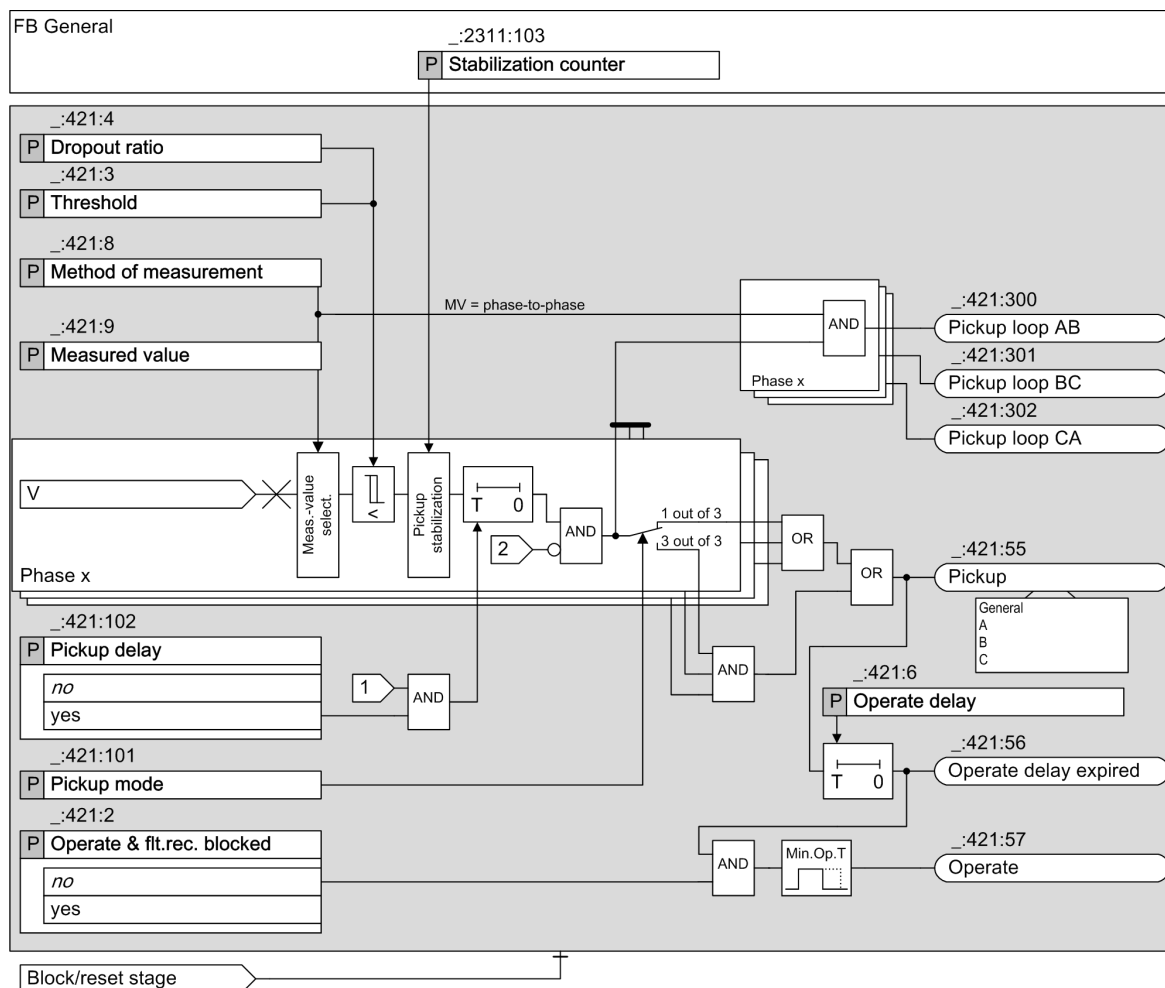 FB General
_:2311:103
P Stabilization counter
_:421:4
P Dropout ratio
_:421:3
P Threshold
_:421:8
P Method of measurement
MV = phase-to-phase
_:421:9
P Measured value
AND
Phase x
_:421:300
Pickup loop AB
_:421:301
Pickup loop BC
_:421:302
Pickup loop CA
V
Meas.-value
select.
<
Pickup
stabilization
T 0
2
AND
1 out of 3
3 out of 3
Phase x
OR
OR
_:421:55
Pickup
General
A
B
C
_:421:102
P Pickup delay
no
yes
1
AND
AND
_:421:6
P Operate delay
_:421:101
P Pickup mode
T 0
_:421:56
Operate delay expired
_:421:2
P Operate & flt.rec. blocked
no
yes
AND
Min.Op.T
_:421:57
Operate
Block/reset stage